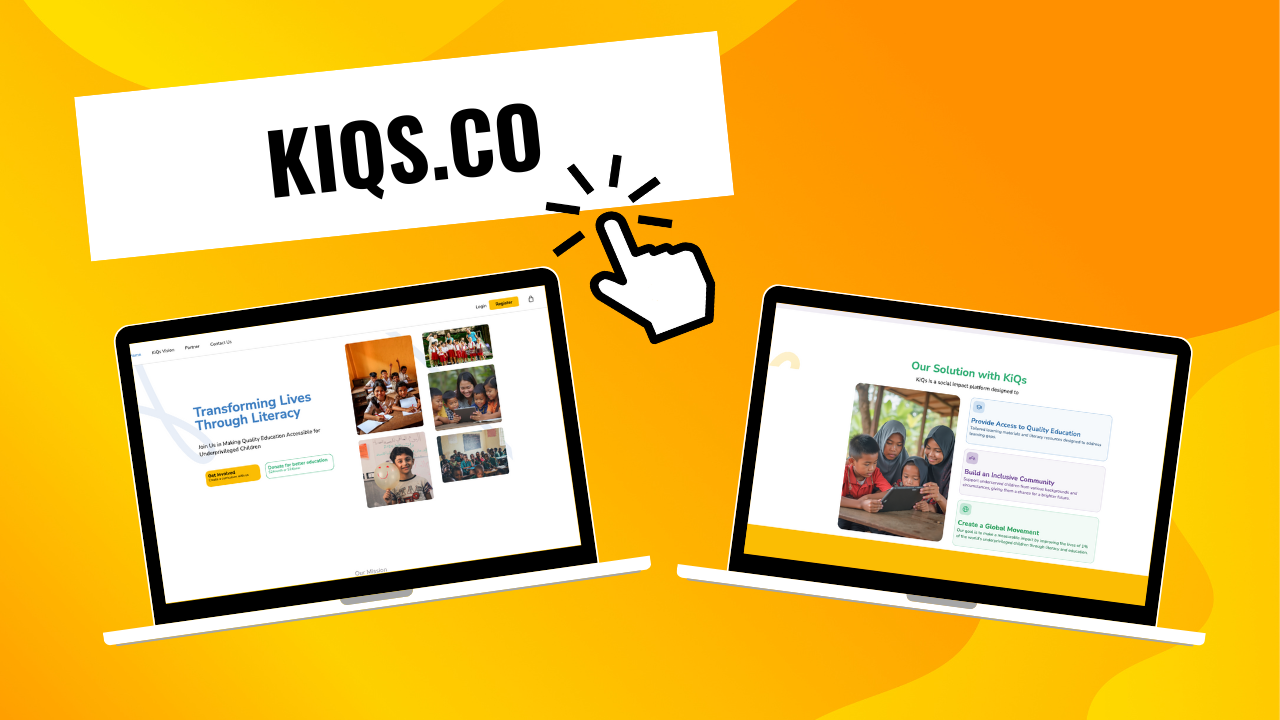 KIQS.CO
Home KiQs Vision Partner Contact Us
Login Register
Transforming Lives
Through Literacy
Join Us in Making Quality Education Accessible for
Underprivileged Children
Get Involved
Donate for better education
Our Mission
Our Solution with KiQs
KiQs is a social impact platform designed to
Provide Access to Quality Education
Tailored learning materials and literacy resources designed to address
learning gaps.
Build an Inclusive Community
Support underserved children from various backgrounds and
circumstances, giving them a chance for a brighter future.
Create a Global Movement
Our goal is to make a measurable impact by improving the lives of 1%
of the world's underprivileged children through literacy and education.